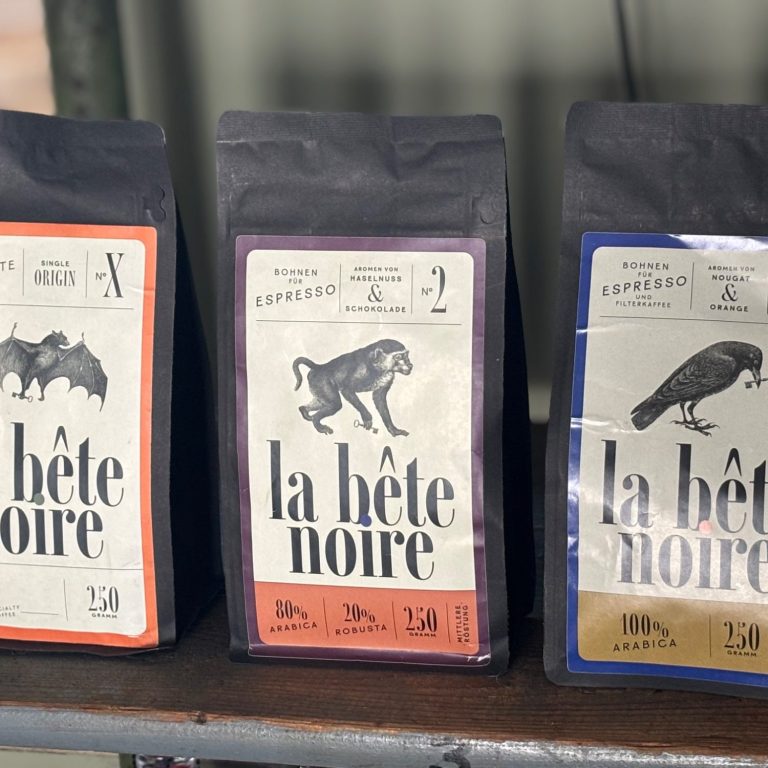 SINGLE
ORIGIN
Nº X
bête
noire
250
GRAMM
BOHNEN
FÜR
ESPRESSO
AROMEN VON
HASELNUSS
&
SCHOKOLADE
Nº 2
la bête
noire
80%
ARABICA
20%
ROBUSTA
250
GRAMM
MITTLERE
RÖSTUNG
BOHNEN
FÜR
ESPRESSO
UND
FILTERKAFFEE
AROMEN VON
NOUGAT
&
ORANGE
la bêt
noire
100%
ARABICA
250
GRAMM